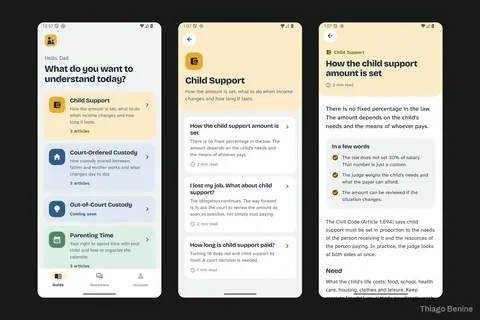 Hello, Dad
What do you want to
understand today?
Child Support
How the amount is set, what to do
when income changes and how long it
lasts.
3 articles
Court-Ordered Custody
How custody shared between
father and mother works and what
changes day to day
3 articles
Out-of-Court Custody
Coming soon
Parenting Time
Your right to spend time with your
child and how to organize the
calendar.
3 articles
Guide
Questions
Account
1:07
Child Support
How the amount is set, what to do when income
changes and how long it lasts.
How the child support amount is
set
There is no fixed percentage in the law. The
amount depends on the child's needs and the
means of whoever pays.
2 min read
I lost my job. What about child
support?
The obligation continues. The way forward
is to ask the court to review the amount as
soon as possible, not simply stop paying.
2 min read
How long is child support paid?
Turning 18 does not end child support by
itself. A court decision is needed.
1 min read
1:07
Child Support
How the child support
amount is set
2 min read
There is no fixed percentage in the law.
The amount depends on the child's
needs and the means of whoever pays.
In a few words
The law does not set 30% of salary.
That number is just a custom.
The judge weighs the child's needs and
what the payer can afford.
The amount can be reviewed if the
situation changes.
The Civil Code (Article 1,694) says child
support must be set in proportion to the
needs of the person receiving it and the
resources of the person paying. In practice, the judge
looks at both sides at once.
Need
What the child's life costs: food, school, health
care, housing, clothes and leisure. Keep
Thiago Benine